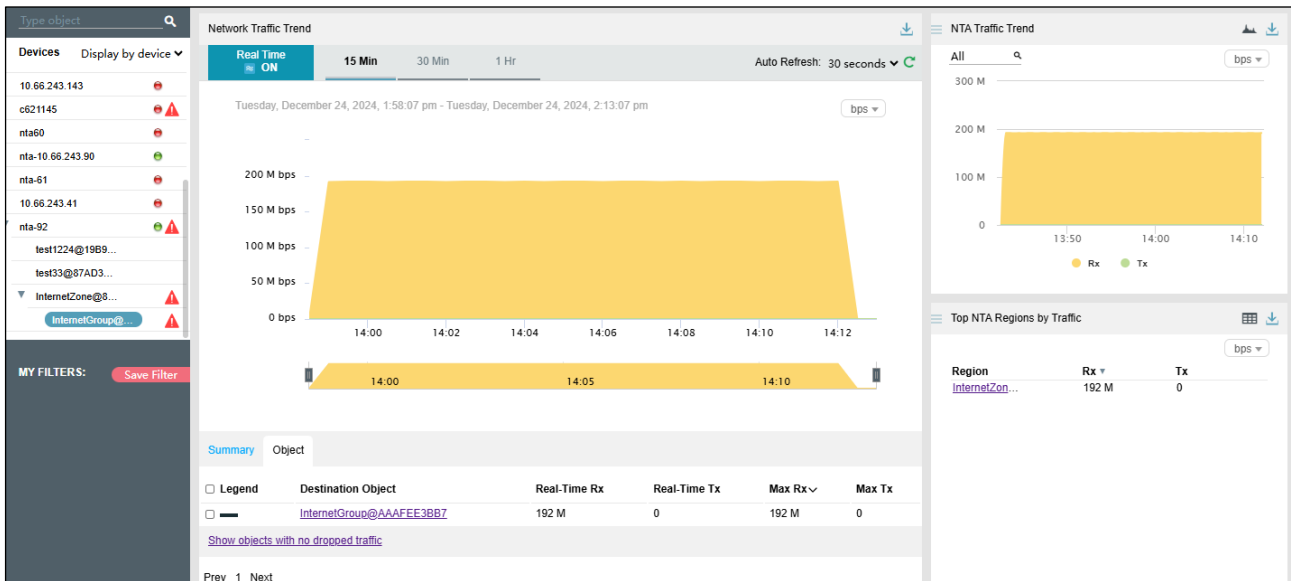 Type object
Devices Display by device
10.66.243.143
c621145
nta60
nta-10.66.243.90
nta-61
10.66.243.41
nta-92
test1224@19B9...
test33@87AD3...
InternetZone@8...
InternetGroup@...
MY FILTERS: Save Filter
Network Traffic Trend
Real Time
ON
15 Min 30 Min 1 Hr
Auto Refresh: 30 seconds
Tuesday, December 24, 2024, 1:58:07 pm - Tuesday, December 24, 2024, 2:13:07 pm
bps
200 M bps
150 M bps
100 M bps
50 M bps
0 bps
14:00 14:02 14:04 14:06 14:08 14:10 14:12
14:00 14:05 14:10
Summary Object
Legend Destination Object Real-Time Rx Real-Time Tx Max Rx Max Tx
InternetGroup@AAAFEE3BB7 192 M 0 192 M 0
Show objects with no dropped traffic
Prev 1 Next
NTA Traffic Trend
All
bps
300 M
200 M
100 M
0
13:50 14:00 14:10
Rx Tx
Top NTA Regions by Traffic
bps
Region Rx Tx
InternetZon... 192 M 0